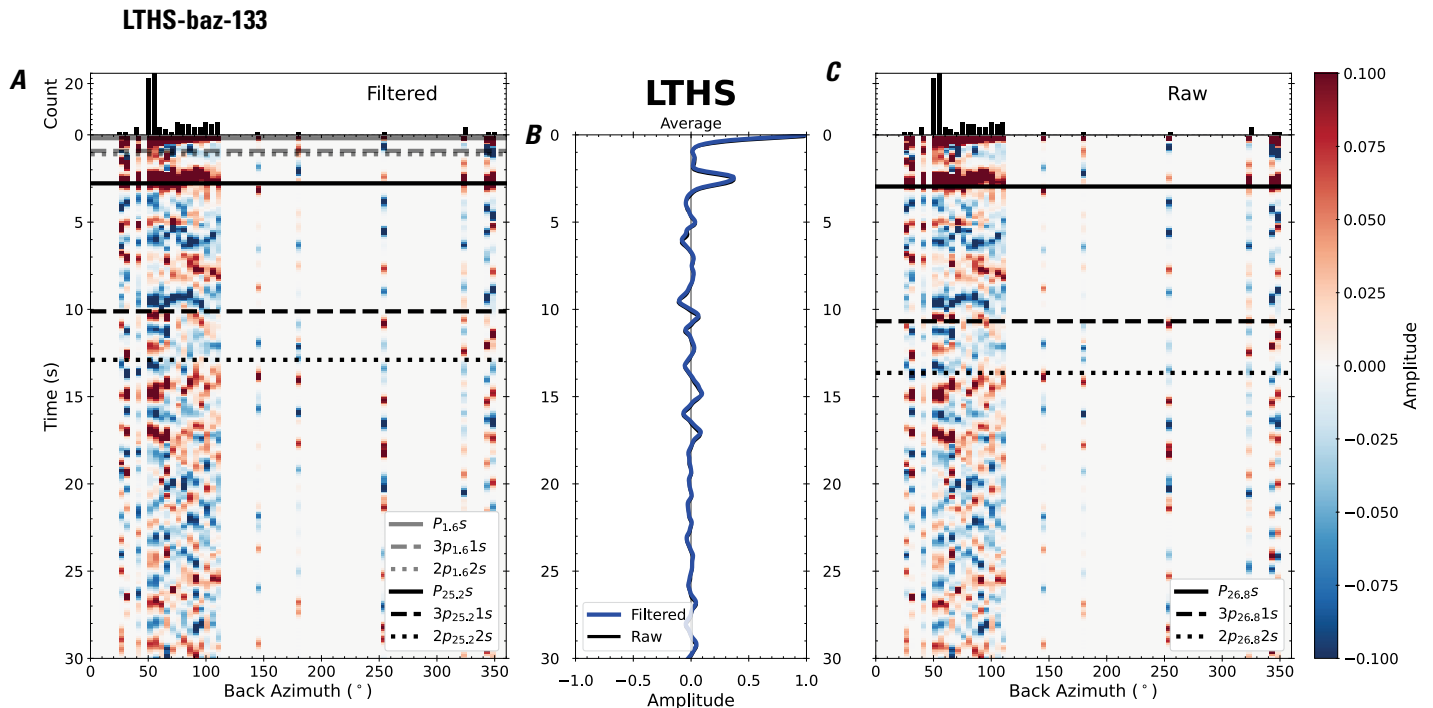 LTHS-baz-133
A
Count
20
0
Filtered
5
10
15
20
25
30
Time (s)
P1.6s
3p1.61s
2p1.62s
P25.2s
3p25.21s
2p25.22s
0 50 100 150 200 250 300 350
Back Azimuth (°)
LTHS
Average
B
0
5
10
15
20
25
30
Filtered
Raw
−1.0 −0.5 0.0 0.5 1.0
Amplitude
C
Raw
0
5
10
15
20
25
30
P26.8s
3p26.81s
2p26.82s
0 50 100 150 200 250 300 350
Back Azimuth (°)
0.100
0.075
0.050
0.025
0.000
−0.025
−0.050
−0.075
−0.100
Amplitude